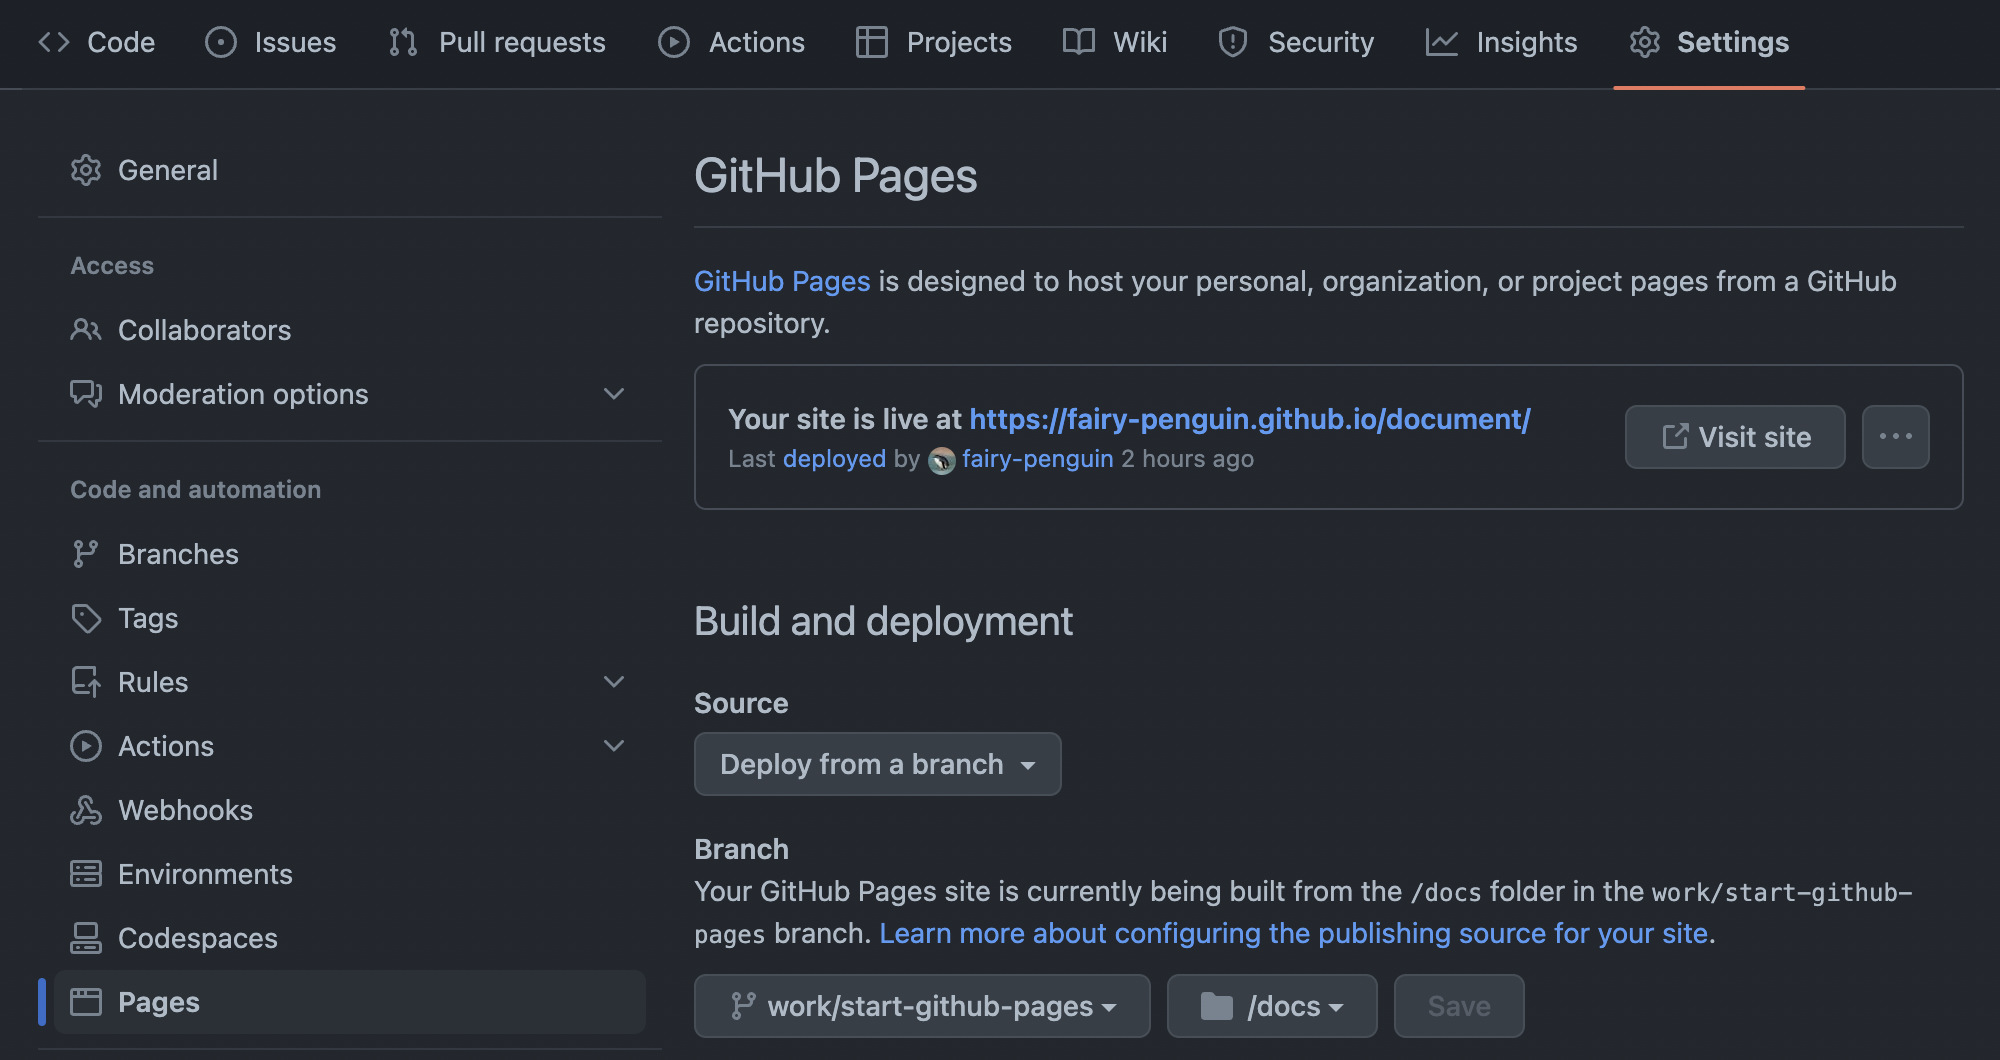 Code Issues Pull requests Actions Projects Wiki Security Insights Settings
General
Access
Collaborators
Moderation options
Code and automation
Branches
Tags
Rules
Actions
Webhooks
Environments
Codespaces
Pages
GitHub Pages
GitHub Pages is designed to host your personal, organization, or project pages from a GitHub
repository.
Your site is live at https://fairy-penguin.github.io/document/
Last deployed by fairy-penguin 2 hours ago
Visit site
Build and deployment
Source
Deploy from a branch
Branch
Your GitHub Pages site is currently being built from the /docs folder in the work/start-github-
pages branch. Learn more about configuring the publishing source for your site.
work/start-github-pages /docs Save